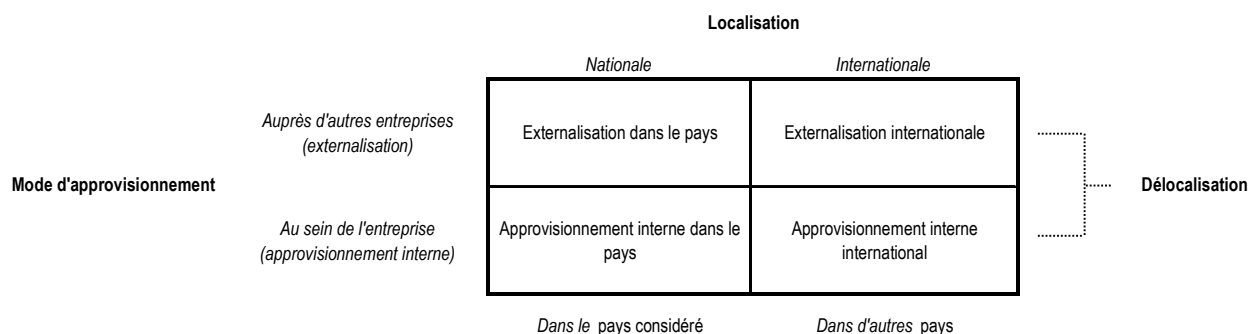 Localisation
Nationale Internationale
Auprès d'autres entreprises
(externalisation)
Externalisation dans le pays
Externalisation internationale
Mode d'approvisionnement
Délocalisation
Au sein de l'entreprise
(approvisionnement interne)
Approvisionnement interne dans le
pays
Approvisionnement interne
international
Dans le pays considéré
Dans d'autres pays